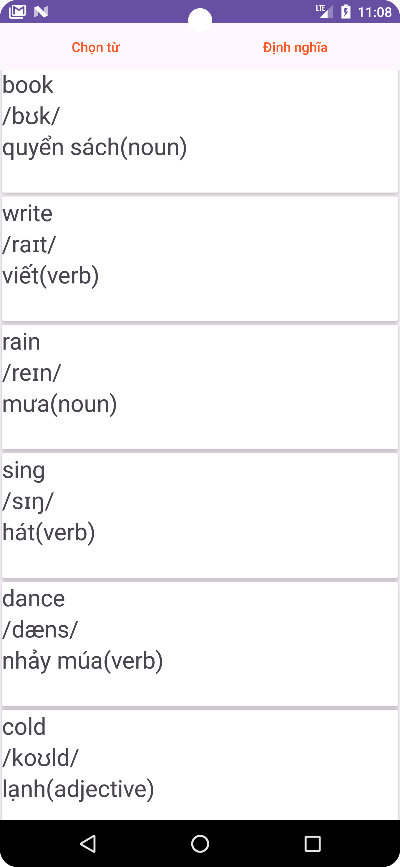 LTE 11:08
Chọn từ Định nghĩa
book
/bʊk/
quyển sách(noun)
write
/raɪt/
viết(verb)
rain
/reɪn/
mưa(noun)
sing
/sɪŋ/
hát(verb)
dance
/dæns/
nhảy múa(verb)
cold
/koʊld/
lạnh(adjective)